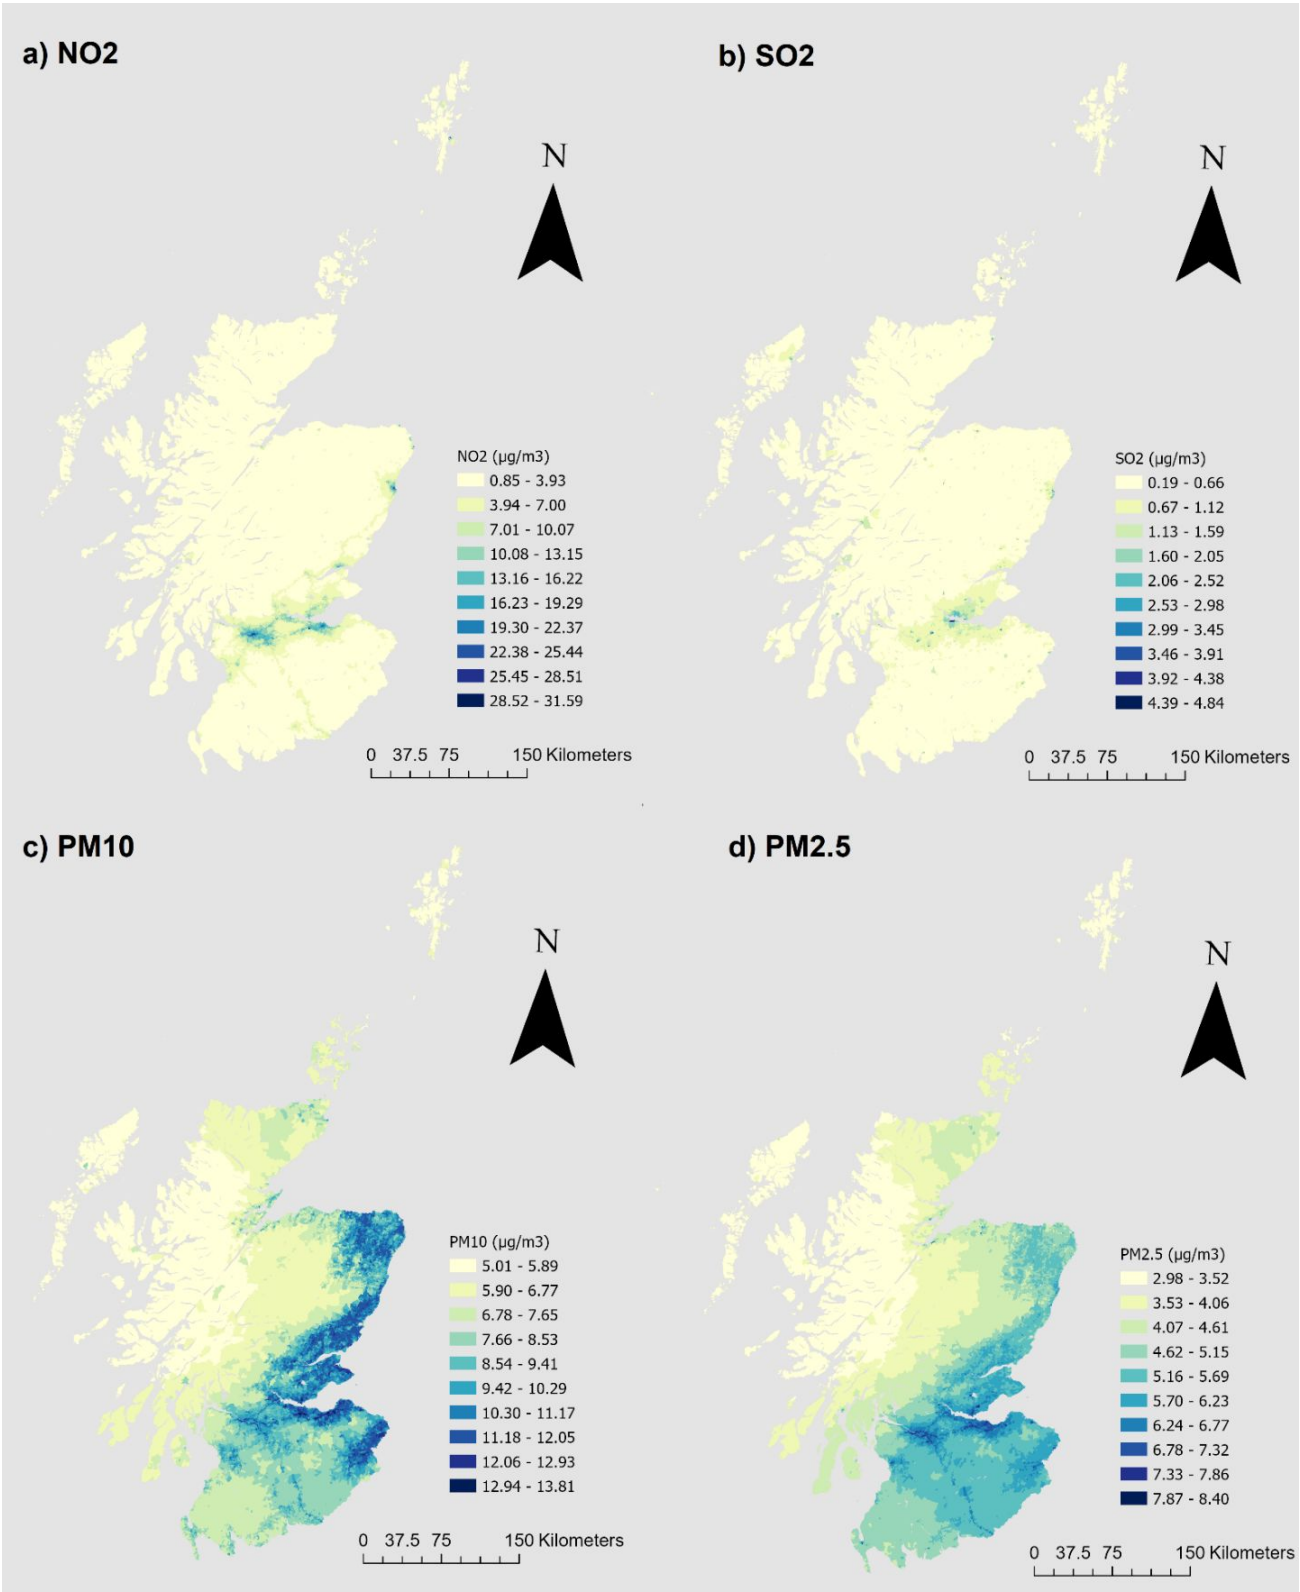 a) NO2
N
NO2 (µg/m3)
0.85 - 3.93
3.94 - 7.00
7.01 - 10.07
10.08 - 13.15
13.16 - 16.22
16.23 - 19.29
19.30 - 22.37
22.38 - 25.44
25.45 - 28.51
28.52 - 31.59
0 37.5 75 150 Kilometers
b) SO2
N
SO2 (µg/m3)
0.19 - 0.66
0.67 - 1.12
1.13 - 1.59
1.60 - 2.05
2.06 - 2.52
2.53 - 2.98
2.99 - 3.45
3.46 - 3.91
3.92 - 4.38
4.39 - 4.84
0 37.5 75 150 Kilometers
c) PM10
N
PM10 (µg/m3)
5.01 - 5.89
5.90 - 6.77
6.78 - 7.65
7.66 - 8.53
8.54 - 9.41
9.42 - 10.29
10.30 - 11.17
11.18 - 12.05
12.06 - 12.93
12.94 - 13.81
0 37.5 75 150 Kilometers
d) PM2.5
N
PM2.5 (µg/m3)
2.98 - 3.52
3.53 - 4.06
4.07 - 4.61
4.62 - 5.15
5.16 - 5.69
5.70 - 6.23
6.24 - 6.77
6.78 - 7.32
7.33 - 7.86
7.87 - 8.40
0 37.5 75 150 Kilometers